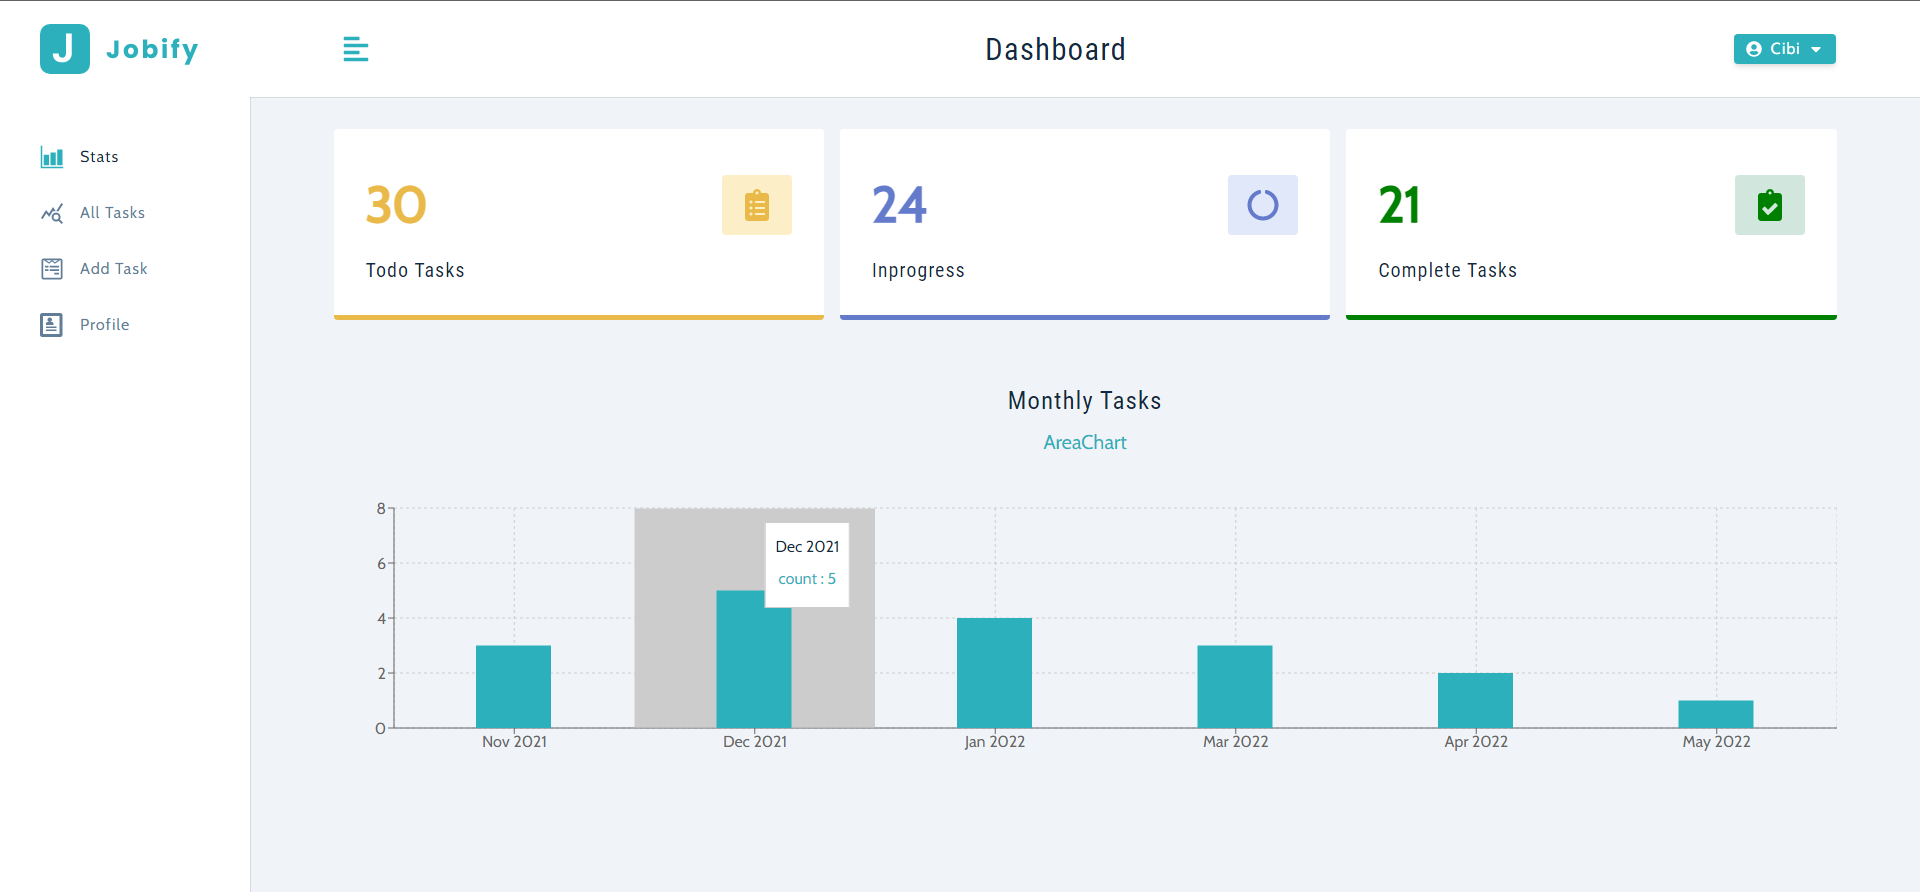 J Jobify
Dashboard
Cibi
Stats
All Tasks
Add Task
Profile
30
Todo Tasks
24
Inprogress
21
Complete Tasks
Monthly Tasks
AreaChart
8
6
4
2
0
Dec 2021
count : 5
Nov 2021 Dec 2021 Jan 2022 Mar 2022 Apr 2022 May 2022